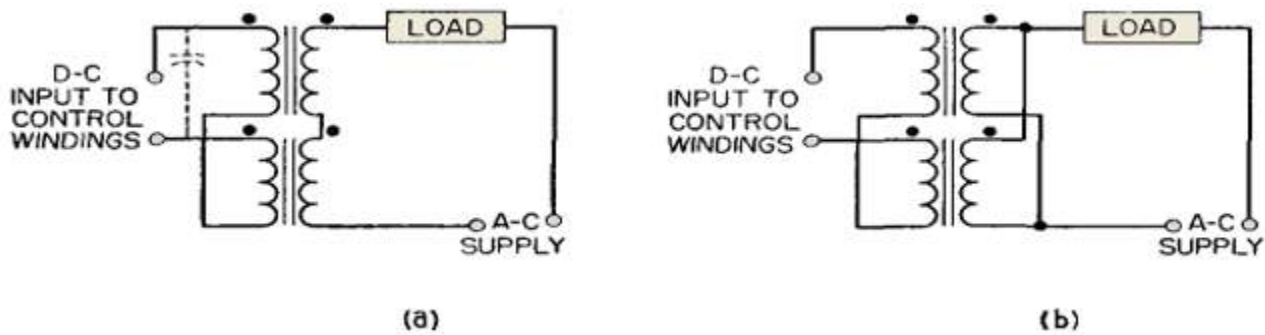 LOAD
D-C
INPUT TO
CONTROL
WINDINGS
A-C
SUPPLY
(a)
LOAD
D-C
INPUT TO
CONTROL
WINDINGS
A-C
SUPPLY
(b)